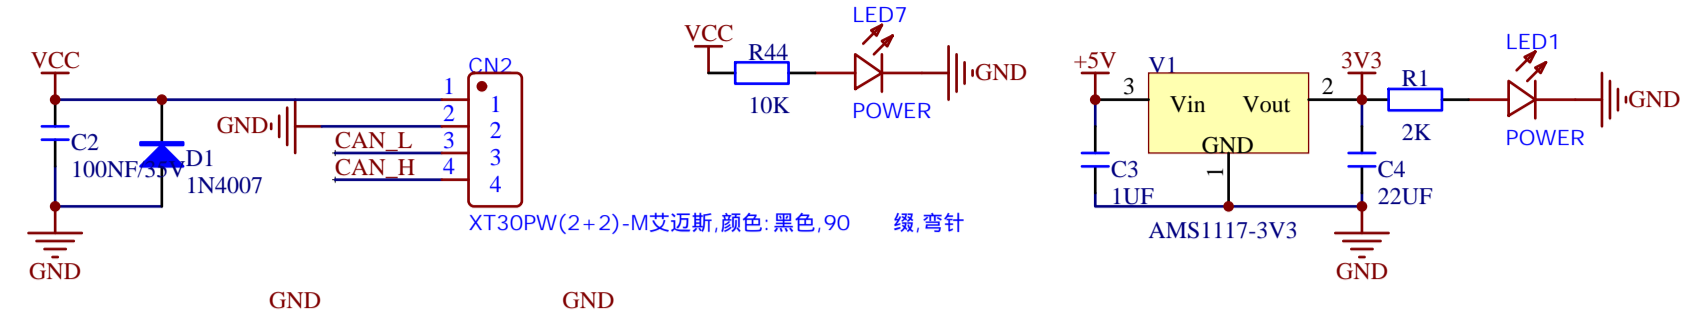 VCC
C2
100NF/35V
D1
1N4007
GND
GND
CAN_L
CAN_H
CN2
1
2
3
4
1
2
3
4
XT30PW(2+2)-M艾迈斯,颜色:黑色,90 缀,弯针
GND
GND
VCC
R44
10K
LED7
POWER
GND
+5V
V1
3
Vin
Vout
2
GND
1
C3
1UF
AMS1117-3V3
3V3
R1
2K
C4
22UF
GND
LED1
POWER
GND